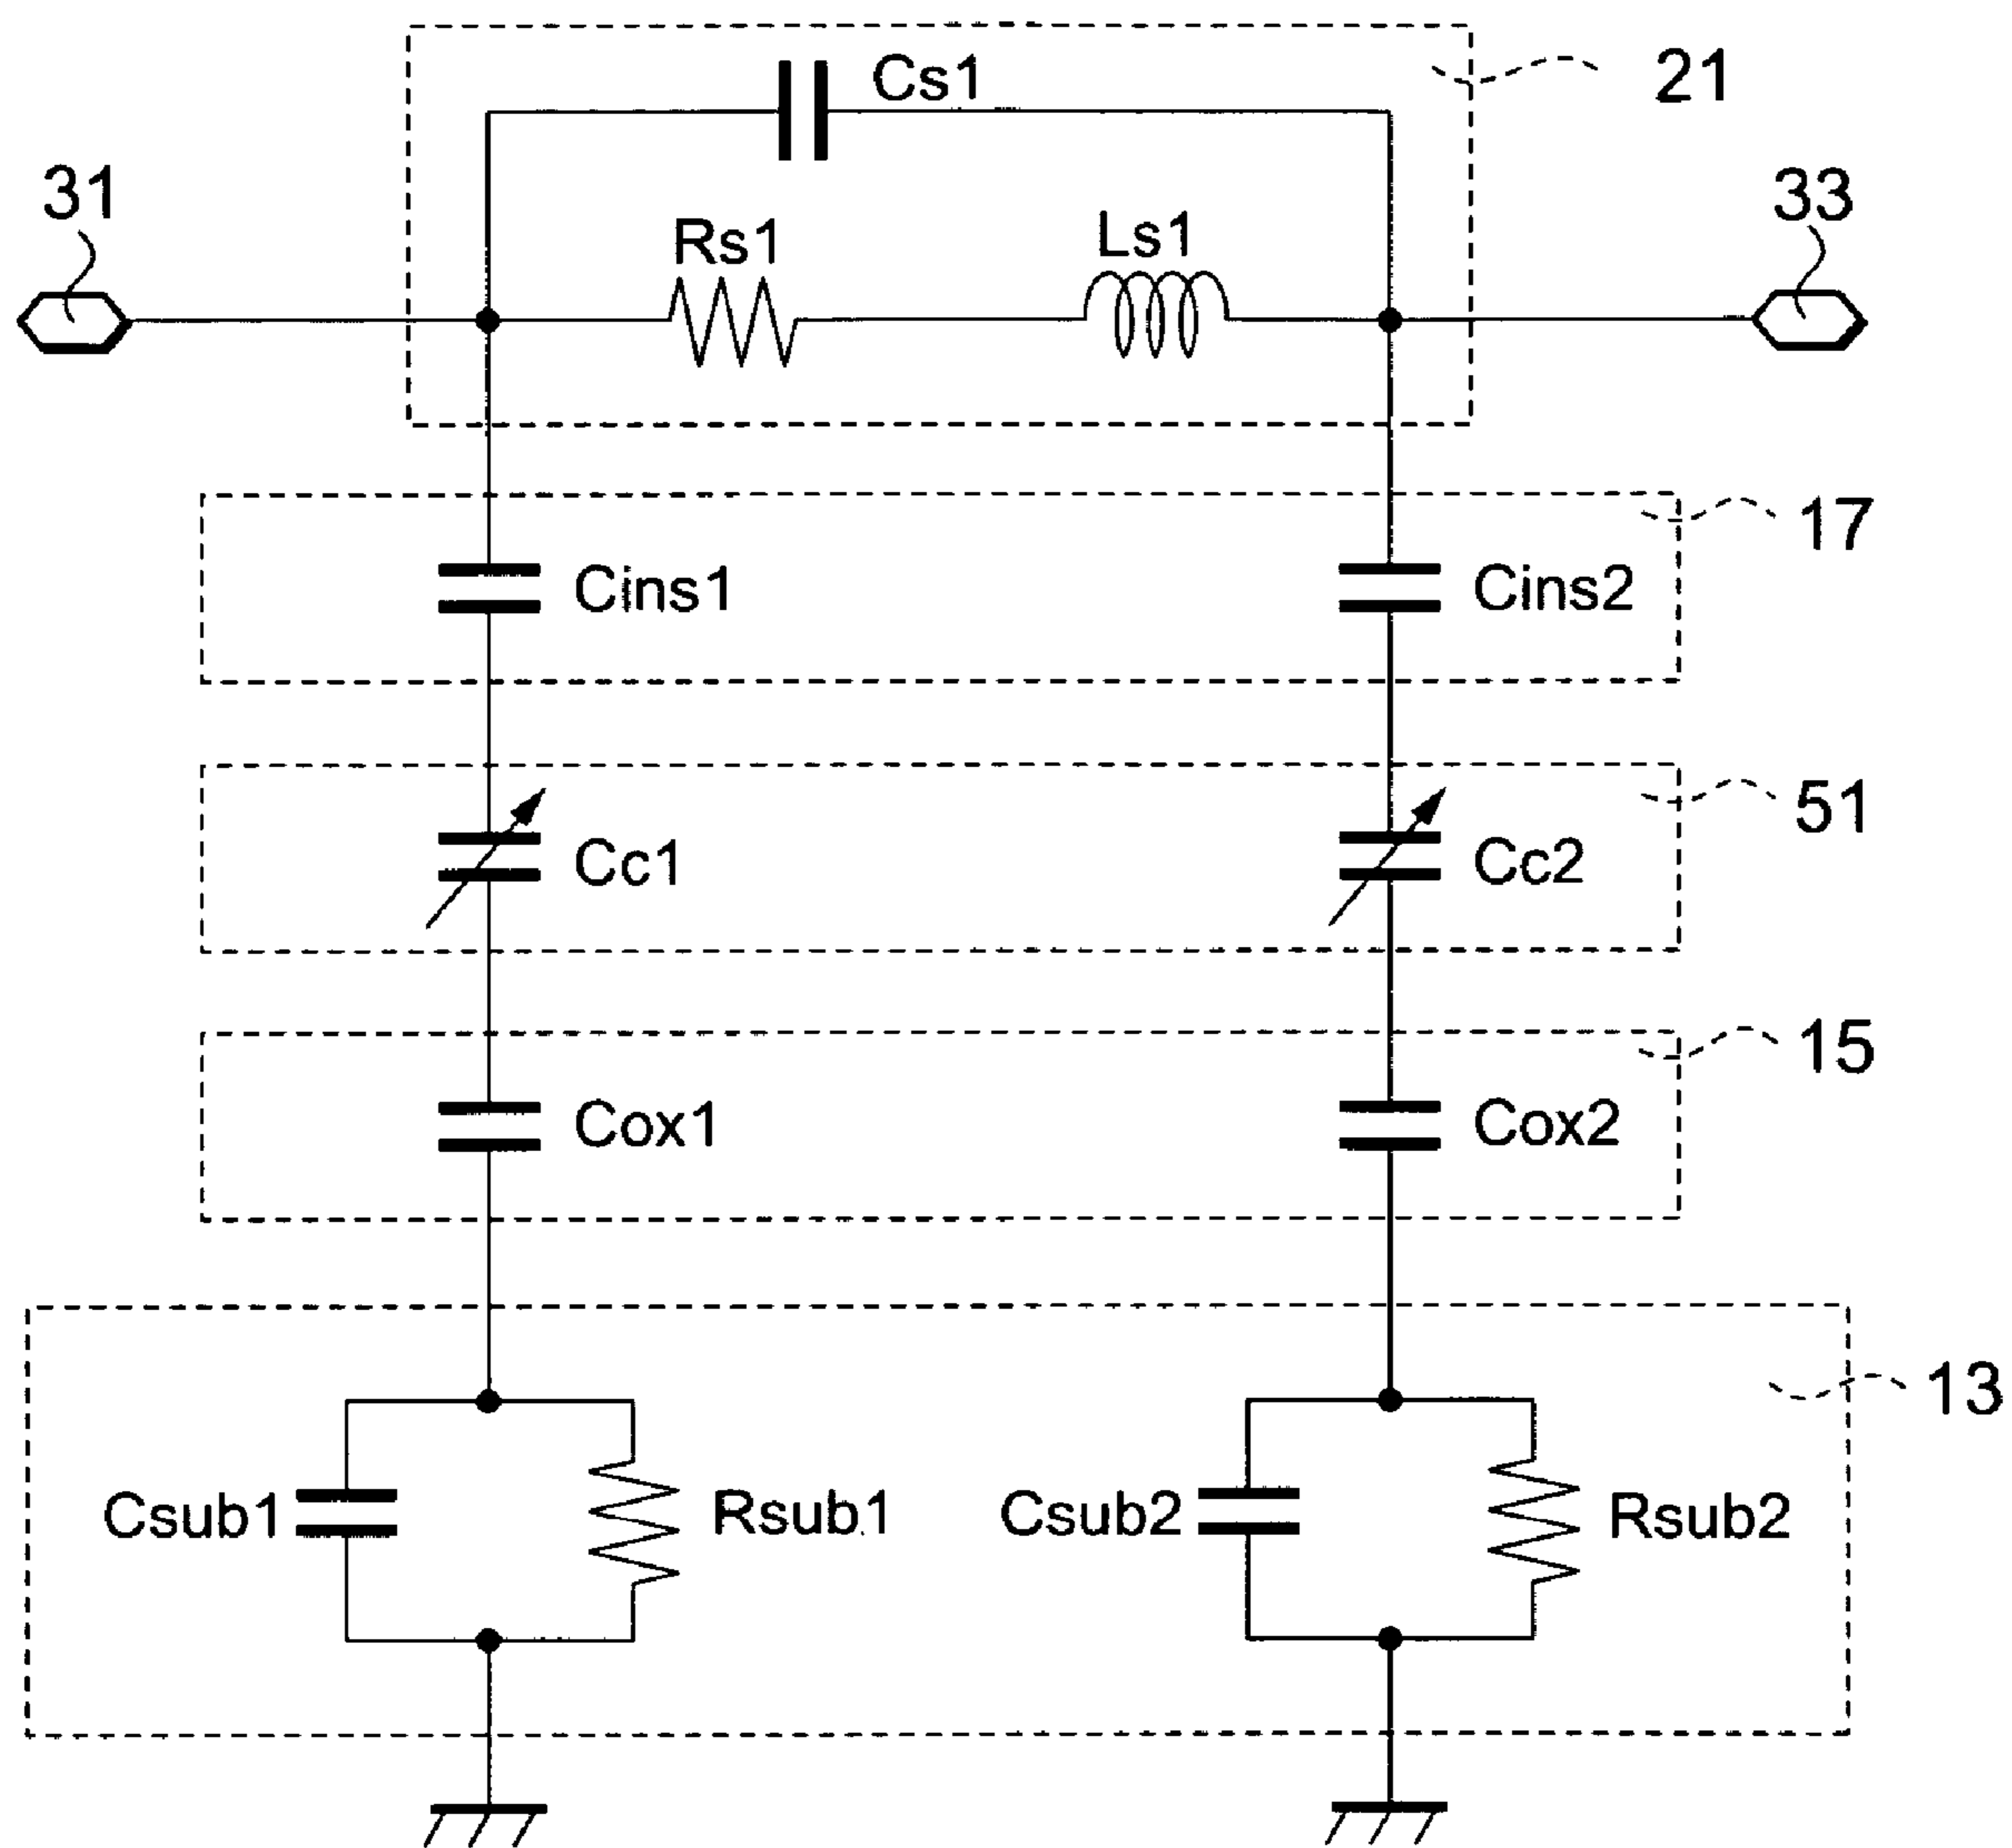 Cs1
21
31
33
Rs1
Ls1
17
Cins1
Cins2
51
Cc1
Cc2
15
Cox1
Cox2
13
Csub1
Rsub1
Csub2
Rsub2